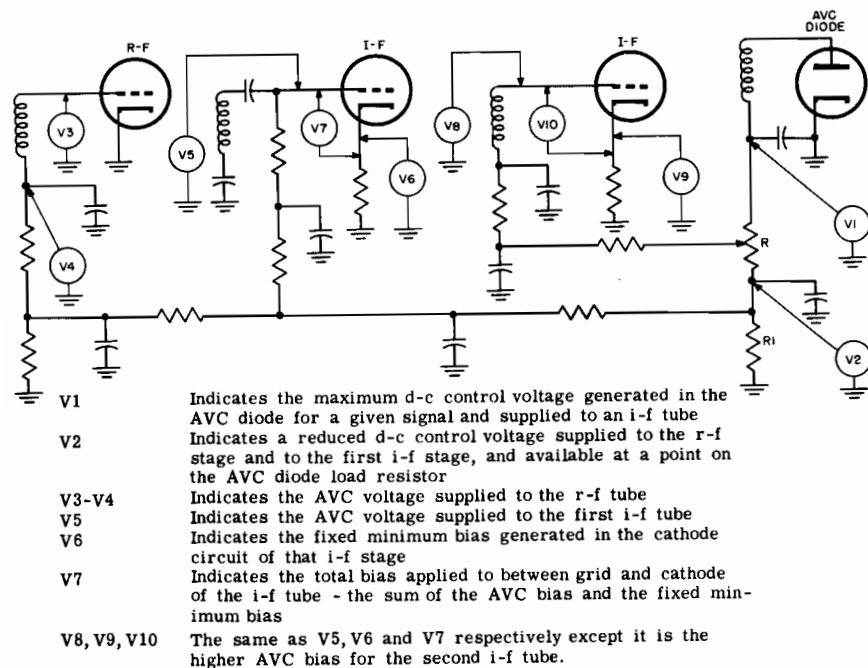 R-F
I-F
I-F
AVC
DIODE
V3
V5
V7
V6
V8
V10
V9
V4
R
V1
R1
V2
V1 Indicates the maximum d-c control voltage generated in the
AVC diode for a given signal and supplied to an i-f tube
V2 Indicates a reduced d-c control voltage supplied to the r-f
stage and to the first i-f stage, and available at a point on
the AVC diode load resistor
V3-V4 Indicates the AVC voltage supplied to the r-f tube
V5 Indicates the AVC voltage supplied to the first i-f tube
V6 Indicates the fixed minimum bias generated in the cathode
circuit of that i-f stage
V7 Indicates the total bias applied to between grid and cathode
of the i-f tube - the sum of the AVC bias and the fixed min-
imum bias
V8, V9, V10 The same as V5, V6 and V7 respectively except it is the
higher AVC bias for the second i-f tube.